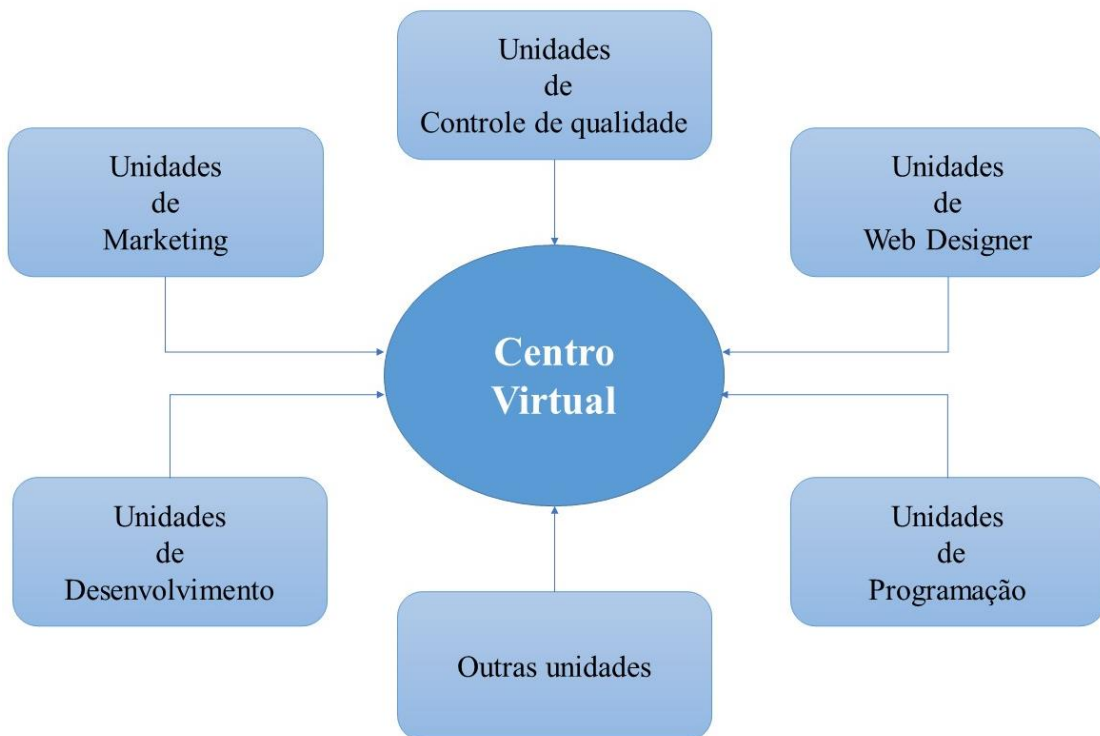 Unidades
de
Controle de qualidade
Unidades
de
Marketing
Unidades
de
Web Designer
Centro
Virtual
Unidades
de
Desenvolvimento
Unidades
de
Programação
Outras unidades